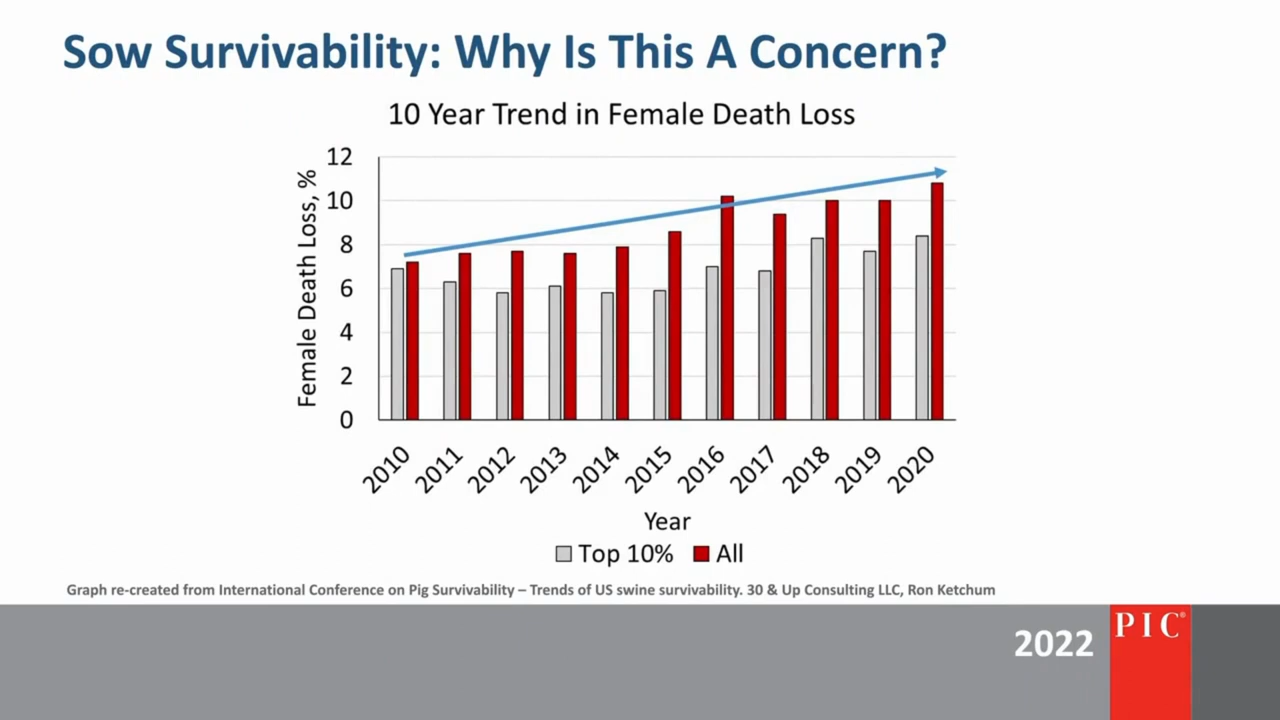 Sow Survivability: Why Is This A Concern?
10 Year Trend in Female Death Loss
Female Death Loss, %
12
10
8
6
4
2
0
2010 2011 2012 2013 2014 2015 2016 2017 2018 2019 2020
Year
Top 10% All
Graph re-created from International Conference on Pig Survivability – Trends of US swine survivability. 30 & Up Consulting LLC, Ron Ketchum
2022
PIC®